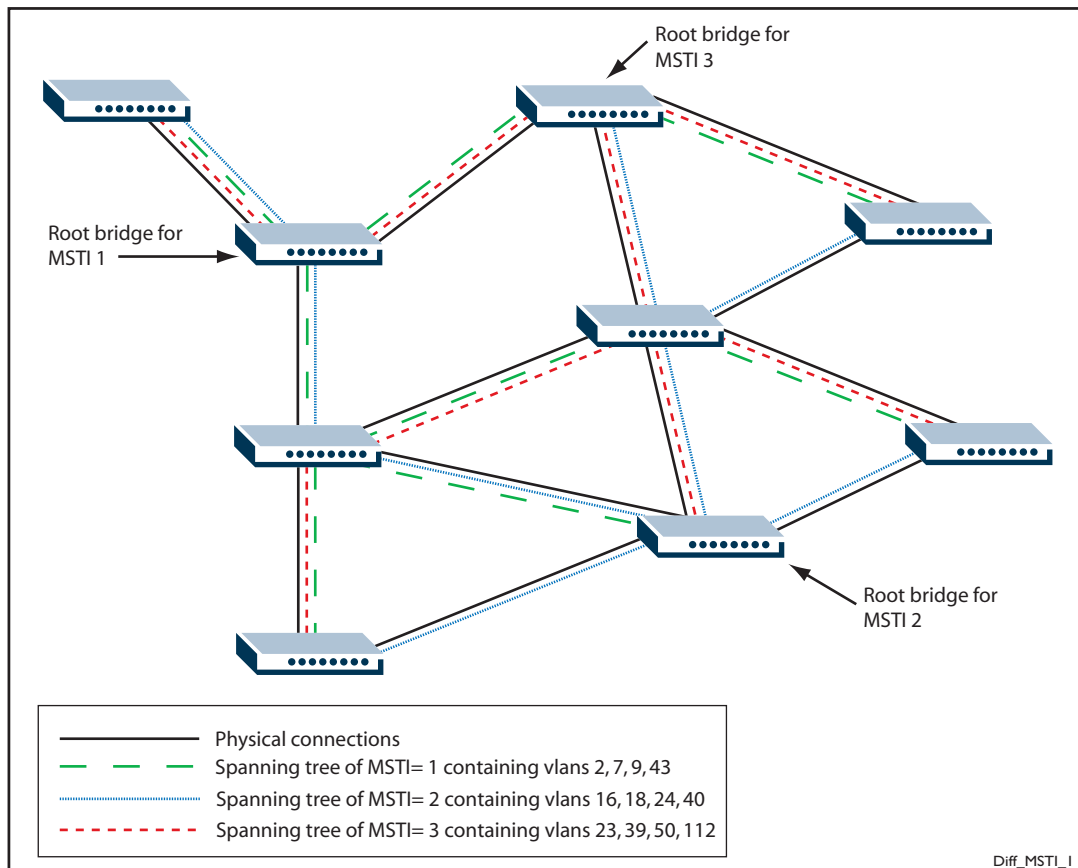 Root bridge for
MSTI 3
Root bridge for
MSTI 1
Root bridge for
MSTI 2
Physical connections
Spanning tree of MSTI= 1 containing vlans 2, 7, 9, 43
Spanning tree of MSTI= 2 containing vlans 16, 18, 24, 40
Spanning tree of MSTI= 3 containing vlans 23, 39, 50, 112